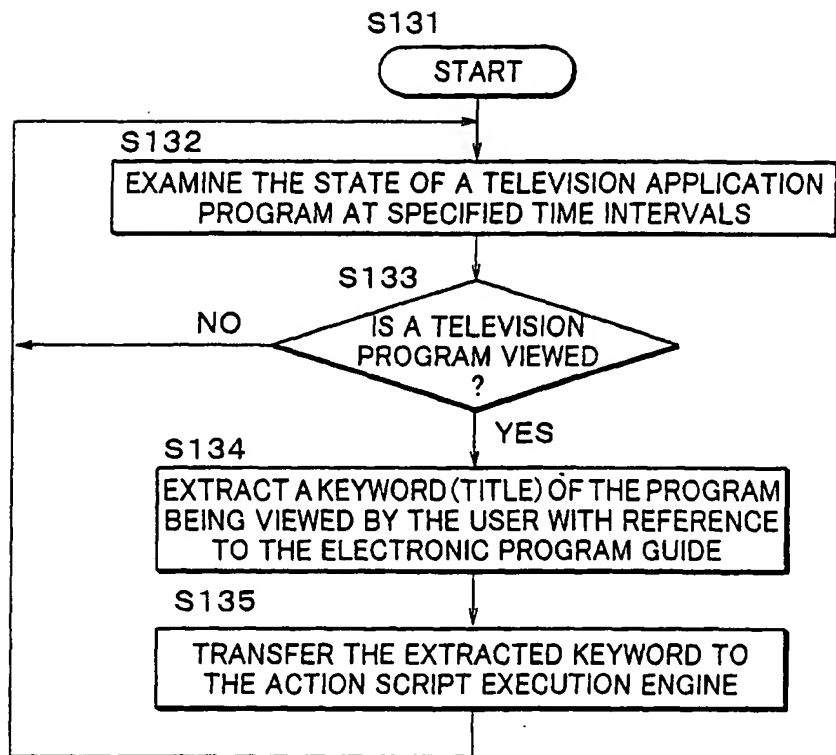 S131
START
S132
EXAMINE THE STATE OF A TELEVISION APPLICATION
PROGRAM AT SPECIFIED TIME INTERVALS
S133
IS A TELEVISION
PROGRAM VIEWED
?
NO
YES
S134
EXTRACT A KEYWORD (TITLE) OF THE PROGRAM
BEING VIEWED BY THE USER WITH REFERENCE
TO THE ELECTRONIC PROGRAM GUIDE
S135
TRANSFER THE EXTRACTED KEYWORD TO
THE ACTION SCRIPT EXECUTION ENGINE